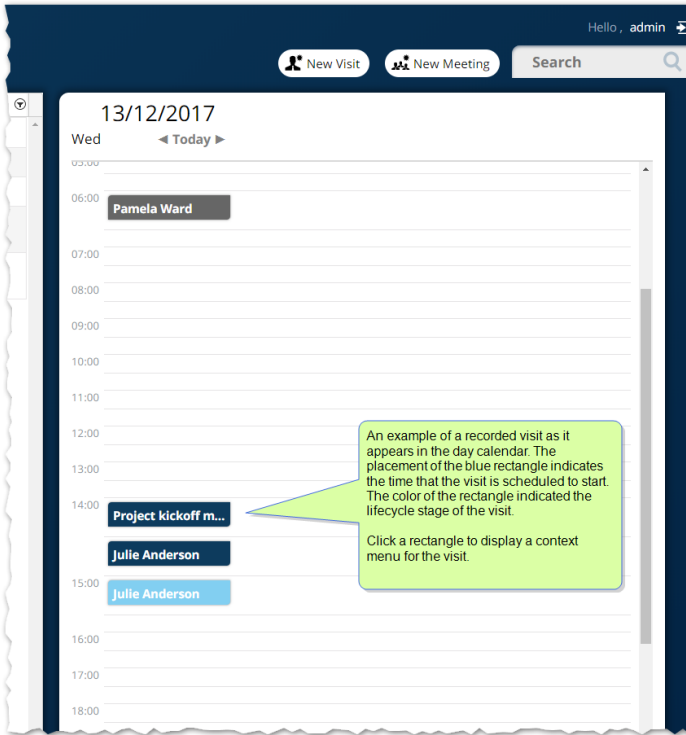 Hello, admin
New Visit
New Meeting
Search
13/12/2017
Wed
◄ Today ►
05:00
06:00
Pamela Ward
07:00
08:00
09:00
10:00
11:00
12:00
13:00
14:00
Project kickoff m...
Julie Anderson
15:00
Julie Anderson
16:00
17:00
18:00
An example of a recorded visit as it
appears in the day calendar. The
placement of the blue rectangle indicates
the time that the visit is scheduled to start.
The color of the rectangle indicated the
lifecycle stage of the visit.
Click a rectangle to display a context
menu for the visit.